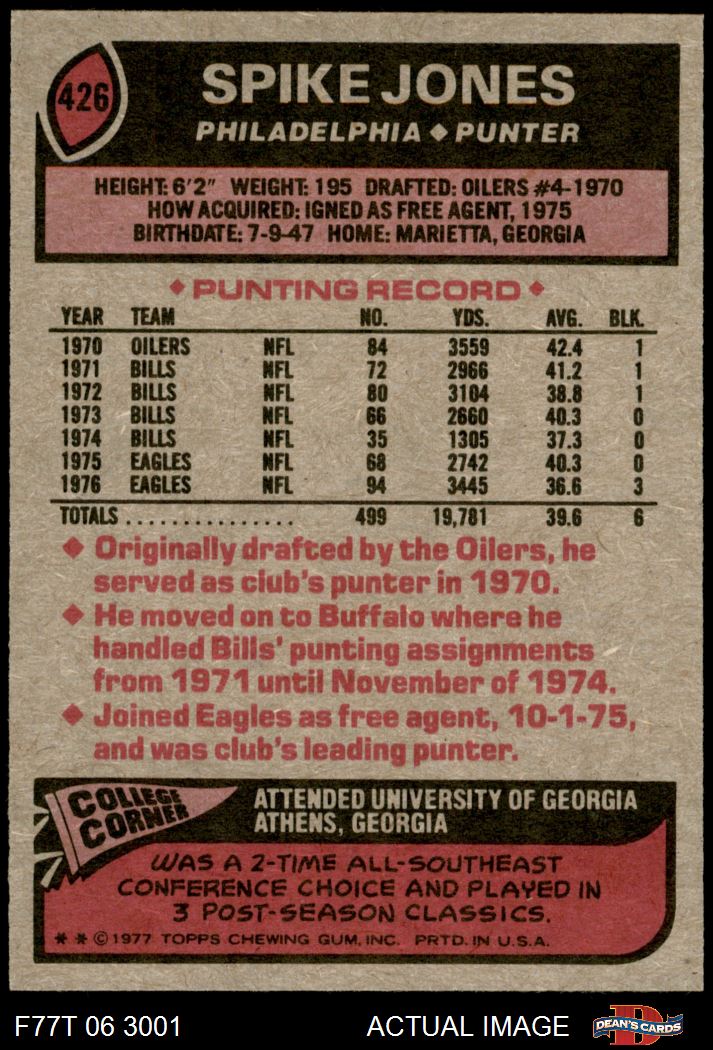 426
SPIKE JONES
PHILADELPHIA ♦ PUNTER
HEIGHT: 6'2" WEIGHT: 195 DRAFTED: OILERS #4-1970
HOW ACQUIRED: IGNED AS FREE AGENT, 1975
BIRTHDATE: 7-9-47 HOME: MARIETTA, GEORGIA
♦ PUNTING RECORD ♦
YEAR TEAM NO. YDS. AVG. BLK.
1970 OILERS NFL 84 3559 42.4 1
1971 BILLS NFL 72 2966 41.2 1
1972 BILLS NFL 80 3104 38.8 1
1973 BILLS NFL 66 2660 40.3 0
1974 BILLS NFL 35 1305 37.3 0
1975 EAGLES NFL 68 2742 40.3 0
1976 EAGLES NFL 94 3445 36.6 3
TOTALS ............... 499 19,781 39.6 6
♦ Originally drafted by the Oilers, he
served as club's punter in 1970.
♦ He moved on to Buffalo where he
handled Bills' punting assignments
from 1971 until November of 1974.
♦ Joined Eagles as free agent, 10-1-75,
and was club's leading punter.
COLLEGE
CORNER
ATTENDED UNIVERSITY OF GEORGIA
ATHENS, GEORGIA
WAS A 2-TIME ALL-SOUTHEAST
CONFERENCE CHOICE AND PLAYED IN
3 POST-SEASON CLASSICS.
* * © 1977 TOPPS CHEWING GUM, INC. PRTD. IN U.S.A.
F77T 06 3001
ACTUAL IMAGE
D
DEAN'S CARDS